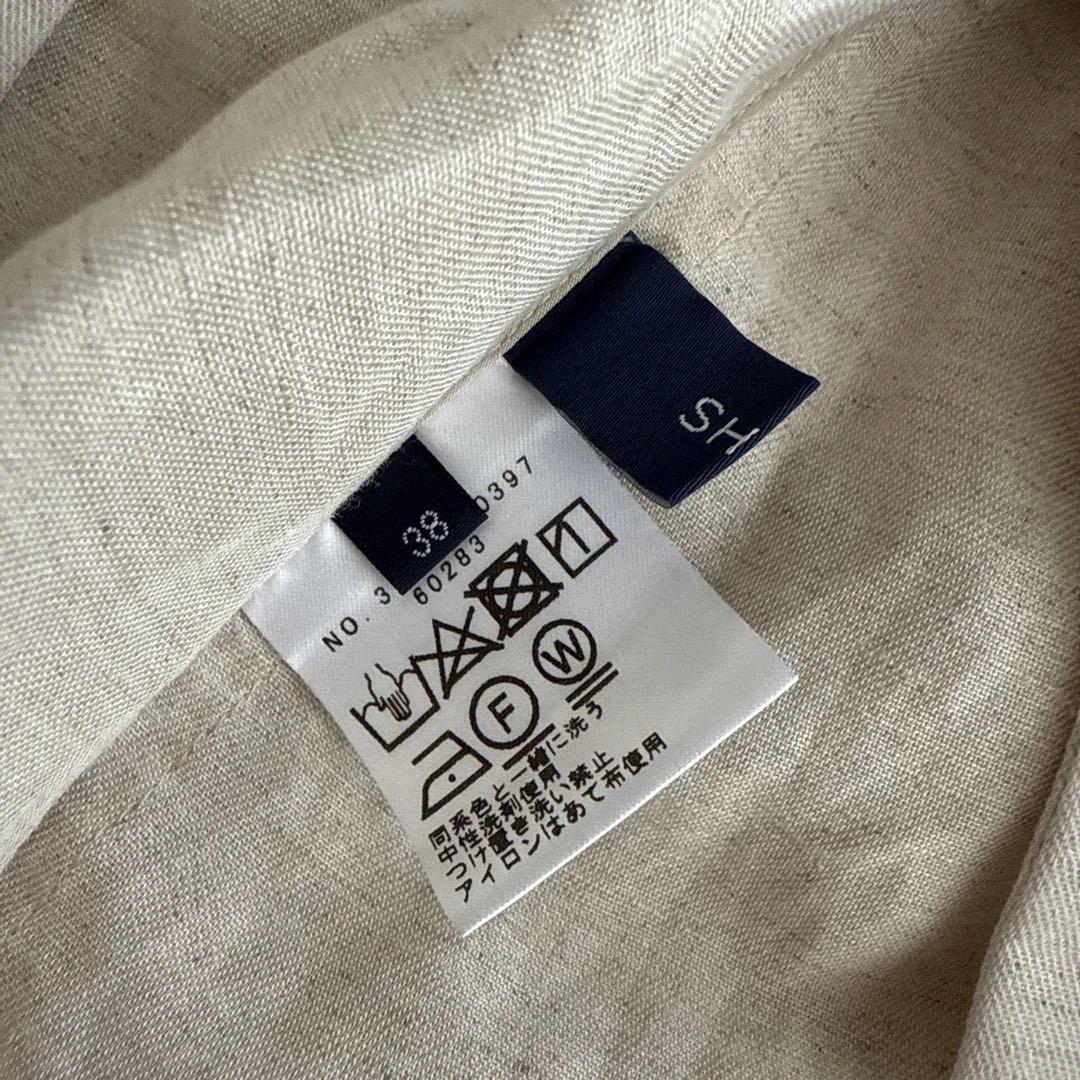 SH
38
NO. 3
0397
60283
F
W
同系色と一緒に洗う
中性洗剤使用
つけ置き洗い禁止
アイロンはあて布使用